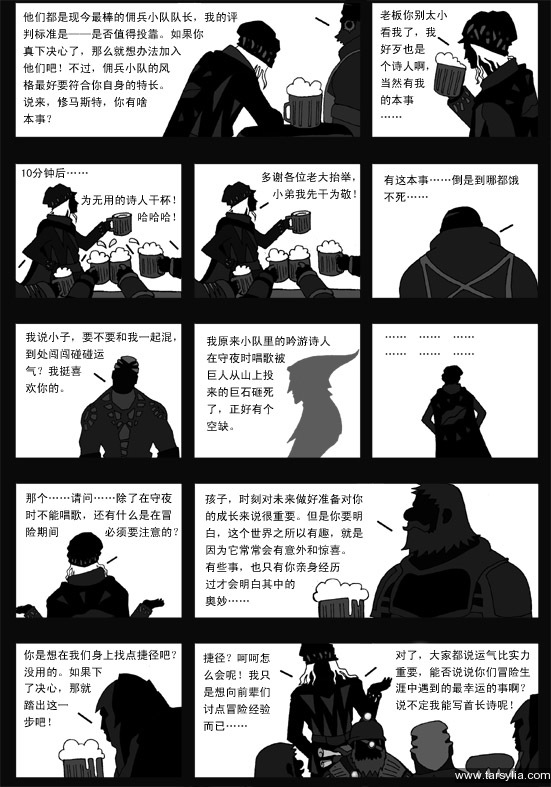 他们都是现今最棒的佣兵小队队长，我的评
判标准是——是否值得投靠。如果你
真下决心了，那么就想办法加入
他们吧！不过，佣兵小队的风
格最好要符合你自身的特长。
说来，修马斯特，你有啥
本事？
老板你别太小
看我了，我
好歹也是
个诗人啊，
当然有我
的本事
……
10分钟后……
为无用的诗人干杯！
哈哈哈！
多谢各位老大抬举，
小弟我先干为敬！
有这本事……倒是到哪都饿
不死……
我说小子，要不要和我一起混，
到处闯闯碰碰运
气？我挺喜
欢你的。
我原来小队里的吟游诗人
在守夜时唱歌被
巨人从山上投
来的巨石砸死
了，正好有个
空缺。
…… …… ……
…… …… ……
那个……请问……除了在守夜
时不能唱歌，还有什么是在冒
险期间 必须要注意的？
孩子，时刻对未来做好准备对你
的成长来说很重要。但是你要明
白，这个世界之所以有趣，就是
因为它常常会有意外和惊喜。
有些事，也只有你亲身经历
过才会明白其中的
奥妙……
你是想在我们身上找点捷径吧？
没用的。如果下
了决心，那就
踏出这一
步吧！
捷径？呵呵怎
么会呢！我只
是想向前辈们
讨点冒险经验
而已……
对了，大家都说运气比实力
重要，能否说说你们冒险生
涯中遇到的最幸运的事啊？
说不定我能写首长诗呢！
www.farsylia.com